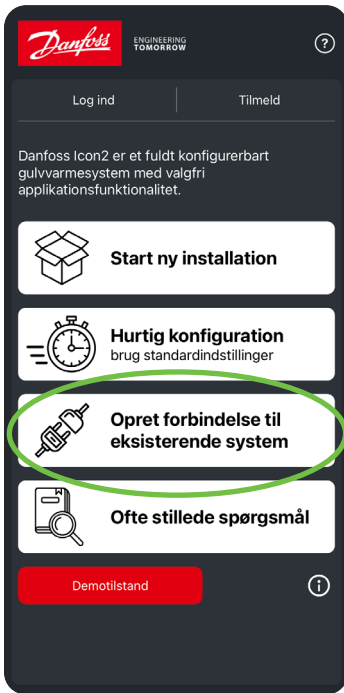 Danfoss
ENGINEERING
TOMORROW
?
Log ind
Tilmeld
Danfoss Icon2 er et fuldt konfigurerbart
gulvvarmesystem med valgfri
applikationsfunktionalitet.
Start ny installation
Hurtig konfiguration
brug standardindstillinger
Opret forbindelse til
eksisterende system
Ofte stillede spørgsmål
Demotilstand
i